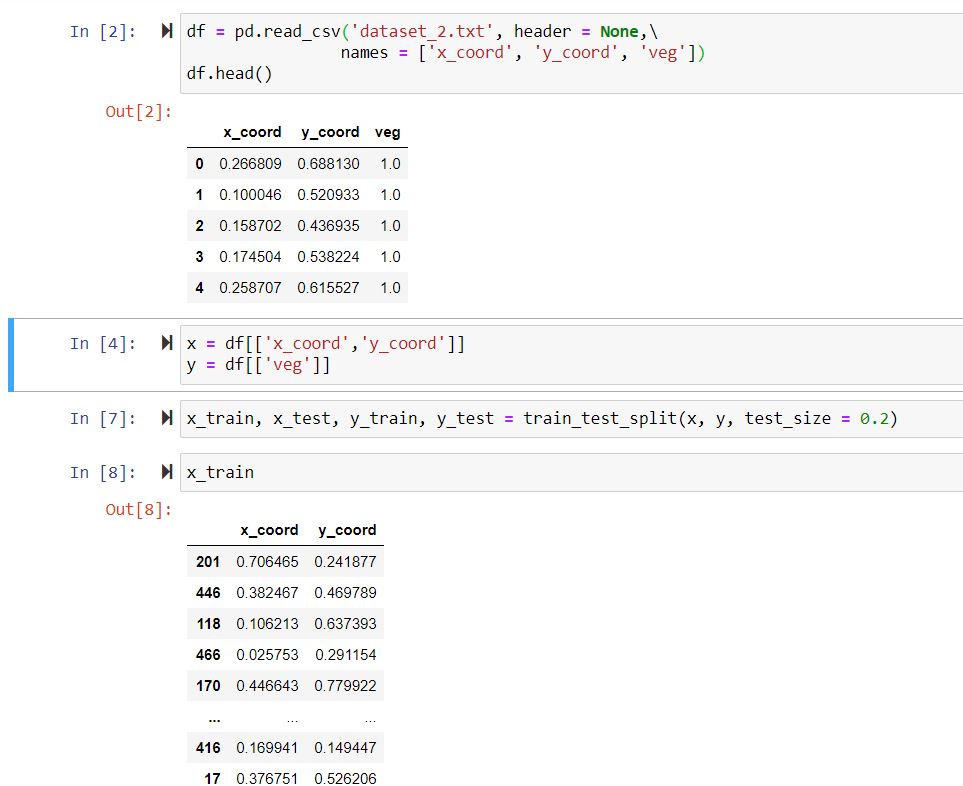 In [2]: df = pd.read_csv('dataset_2.txt', header = None,\
names = ['x_coord', 'y_coord', 'veg'])
df.head()
Out[2]:
x_coord y_coord veg
0 0.266809 0.688130 1.0
1 0.100046 0.520933 1.0
2 0.158702 0.436935 1.0
3 0.174504 0.538224 1.0
4 0.258707 0.615527 1.0
In [4]: x = df[['x_coord','y_coord']]
y = df[['veg']]
In [7]: x_train, x_test, y_train, y_test = train_test_split(x, y, test_size = 0.2)
In [8]: x_train
Out[8]:
x_coord y_coord
201 0.706465 0.241877
446 0.382467 0.469789
118 0.106213 0.637393
466 0.025753 0.291154
170 0.446643 0.779922
... ... ...
416 0.169941 0.149447
17 0.376751 0.526206